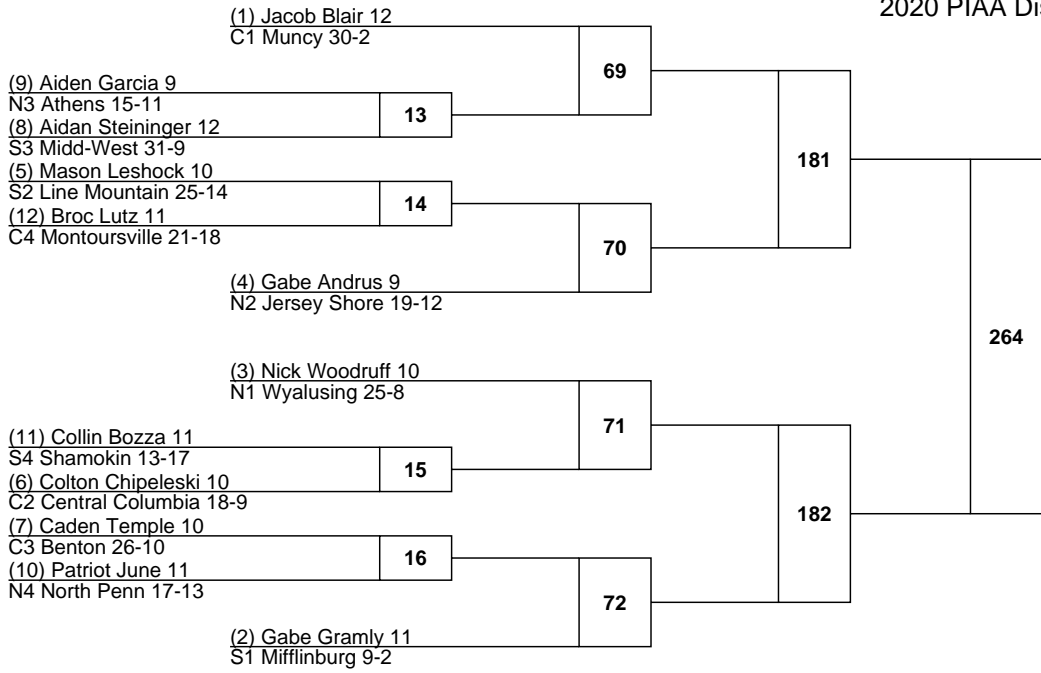 2020 PIAA Dis
(1) Jacob Blair 12
C1 Muncy 30-2
69
(9) Aiden Garcia 9
N3 Athens 15-11
13
(8) Aidan Steininger 12
S3 Midd-West 31-9
181
(5) Mason Leshock 10
S2 Line Mountain 25-14
14
(12) Broc Lutz 11
C4 Montoursville 21-18
70
(4) Gabe Andrus 9
N2 Jersey Shore 19-12
264
(3) Nick Woodruff 10
N1 Wyalusing 25-8
71
(11) Collin Bozza 11
S4 Shamokin 13-17
15
(6) Colton Chipeleski 10
C2 Central Columbia 18-9
182
(7) Caden Temple 10
C3 Benton 26-10
16
(10) Patriot June 11
N4 North Penn 17-13
72
(2) Gabe Gramly 11
S1 Mifflinburg 9-2